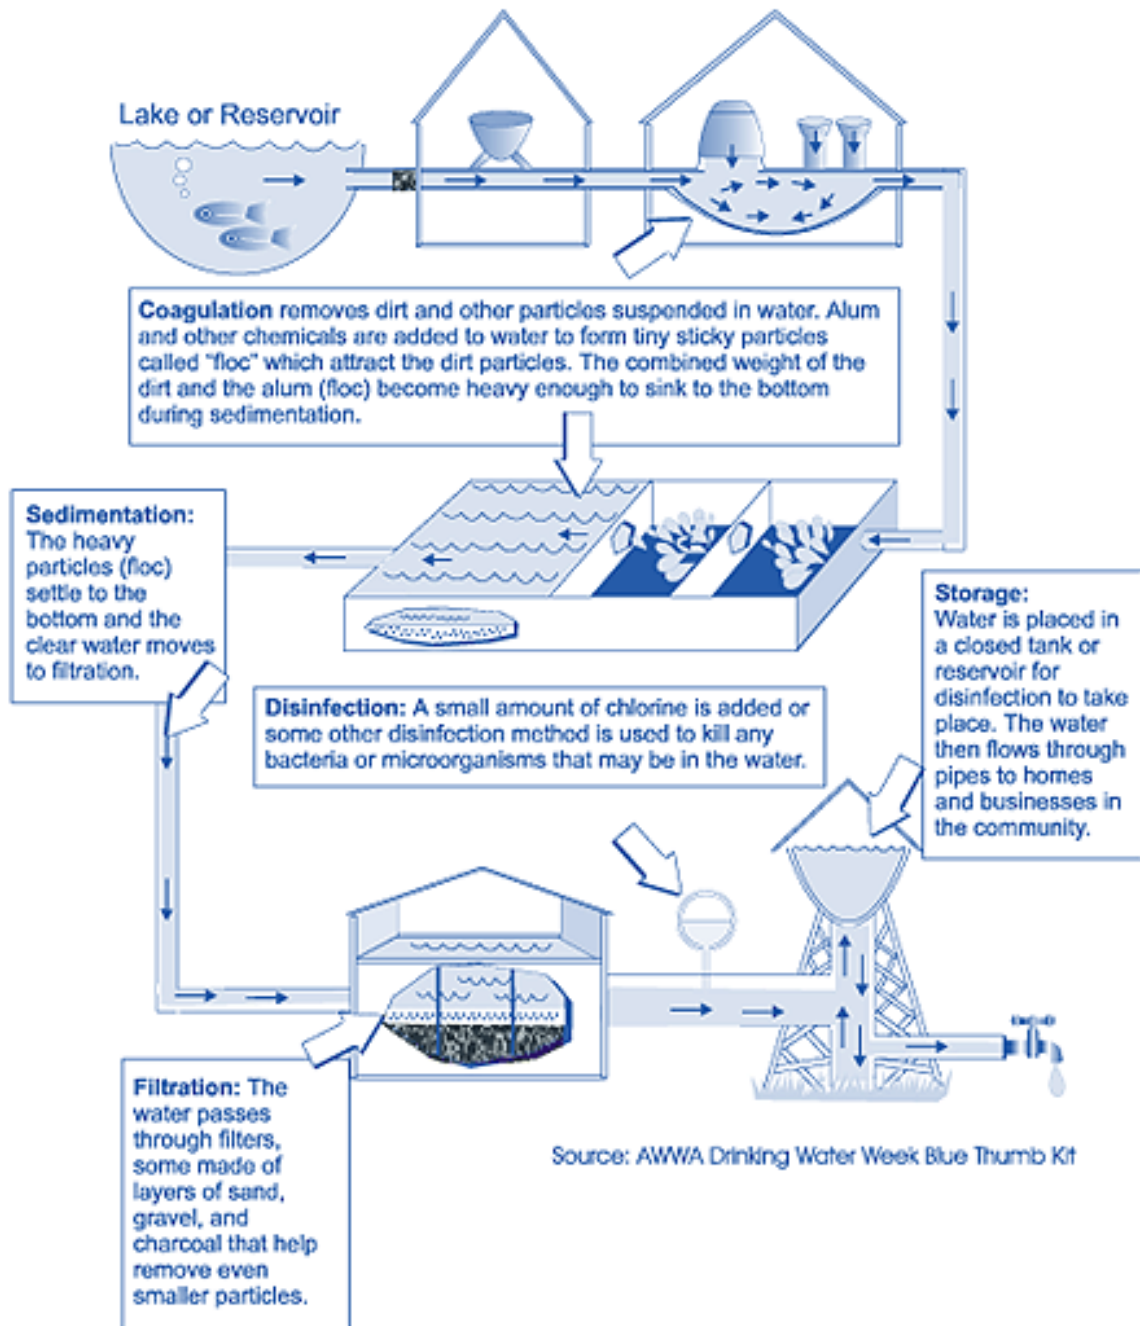 Lake or Reservoir
Coagulation removes dirt and other particles suspended in water. Alum
and other chemicals are added to water to form tiny sticky particles
called "floc" which attract the dirt particles. The combined weight of the
dirt and the alum (floc) become heavy enough to sink to the bottom
during sedimentation.
Sedimentation:
The heavy
particles (floc)
settle to the
bottom and the
clear water moves
to filtration.
Disinfection: A small amount of chlorine is added or
some other disinfection method is used to kill any
bacteria or microorganisms that may be in the water.
Storage:
Water is placed in
a closed tank or
reservoir for
disinfection to take
place. The water
then flows through
pipes to homes
and businesses in
the community.
Filtration: The
water passes
through filters,
some made of
layers of sand,
gravel, and
charcoal that help
remove even
smaller particles.
Source: AWWA Drinking Water Week Blue Thumb Kit